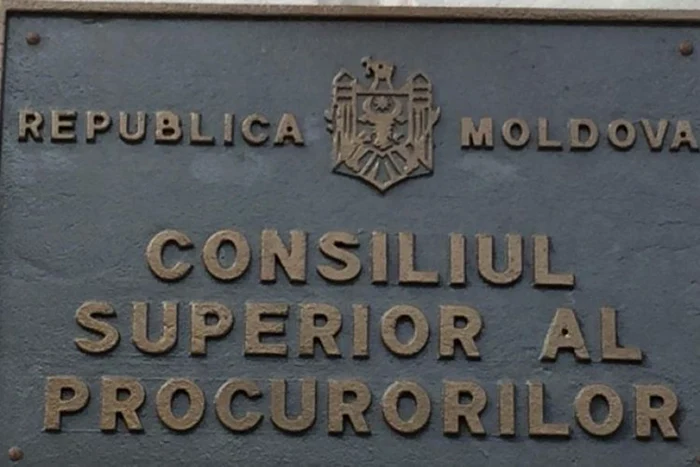 REPUBLICA MOLDOVA
CONSILIUL
SUPERIOR AL
PROCURORILOR